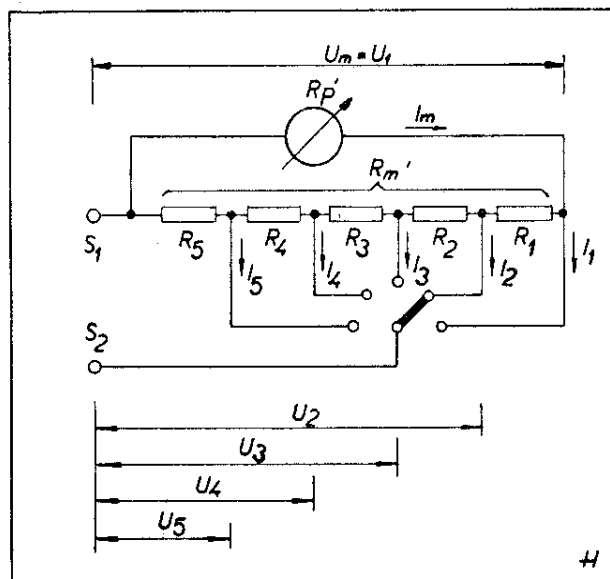 Um = U1
Rp'
Im
Rm'
S1
R5
R4
R3
R2
R1
I5
I4
I3
I2
I1
S2
U2
U3
U4
U5
H